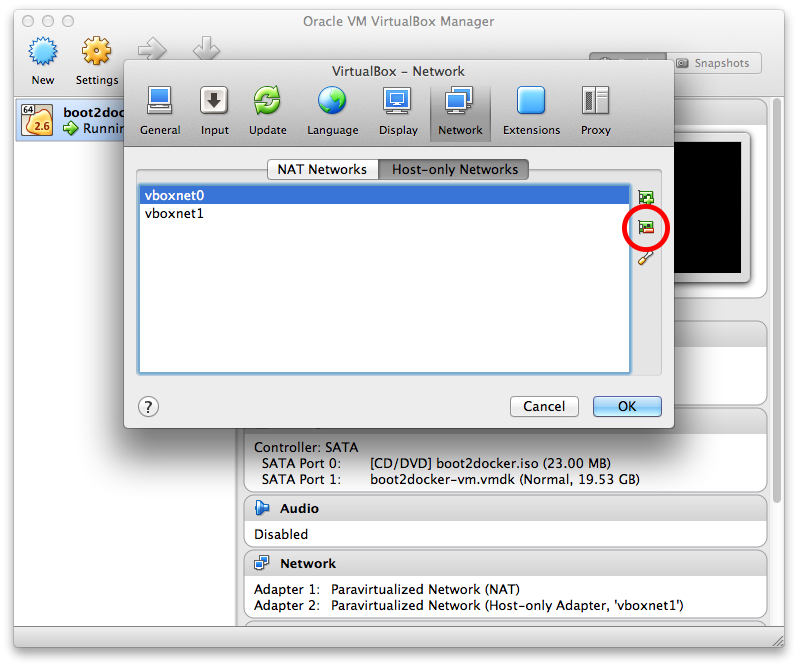 Oracle VM VirtualBox Manager
New
Settings
Snapshots
64
2.6
boot2do
Runnin
VirtualBox – Network
General
Input
Update
Language
Display
Network
Extensions
Proxy
NAT Networks
Host-only Networks
vboxnet0
vboxnet1
?
Cancel
OK
Controller: SATA
SATA Port 0: [CD/DVD] boot2docker.iso (23.00 MB)
SATA Port 1: boot2docker-vm.vmdk (Normal, 19.53 GB)
Audio
Disabled
Network
Adapter 1: Paravirtualized Network (NAT)
Adapter 2: Paravirtualized Network (Host-only Adapter, 'vboxnet1')